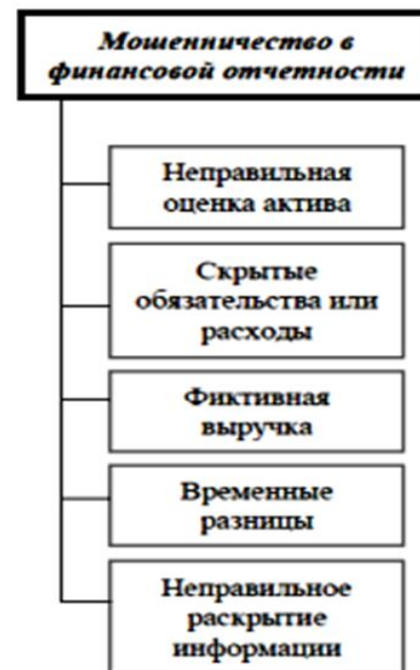 Мошенничество в
финансовой отчетности
Неправильная
оценка актива
Скрытые
обязательства или
расходы
Фиктивная
выручка
Временные
разницы
Неправильное
раскрытие
информации